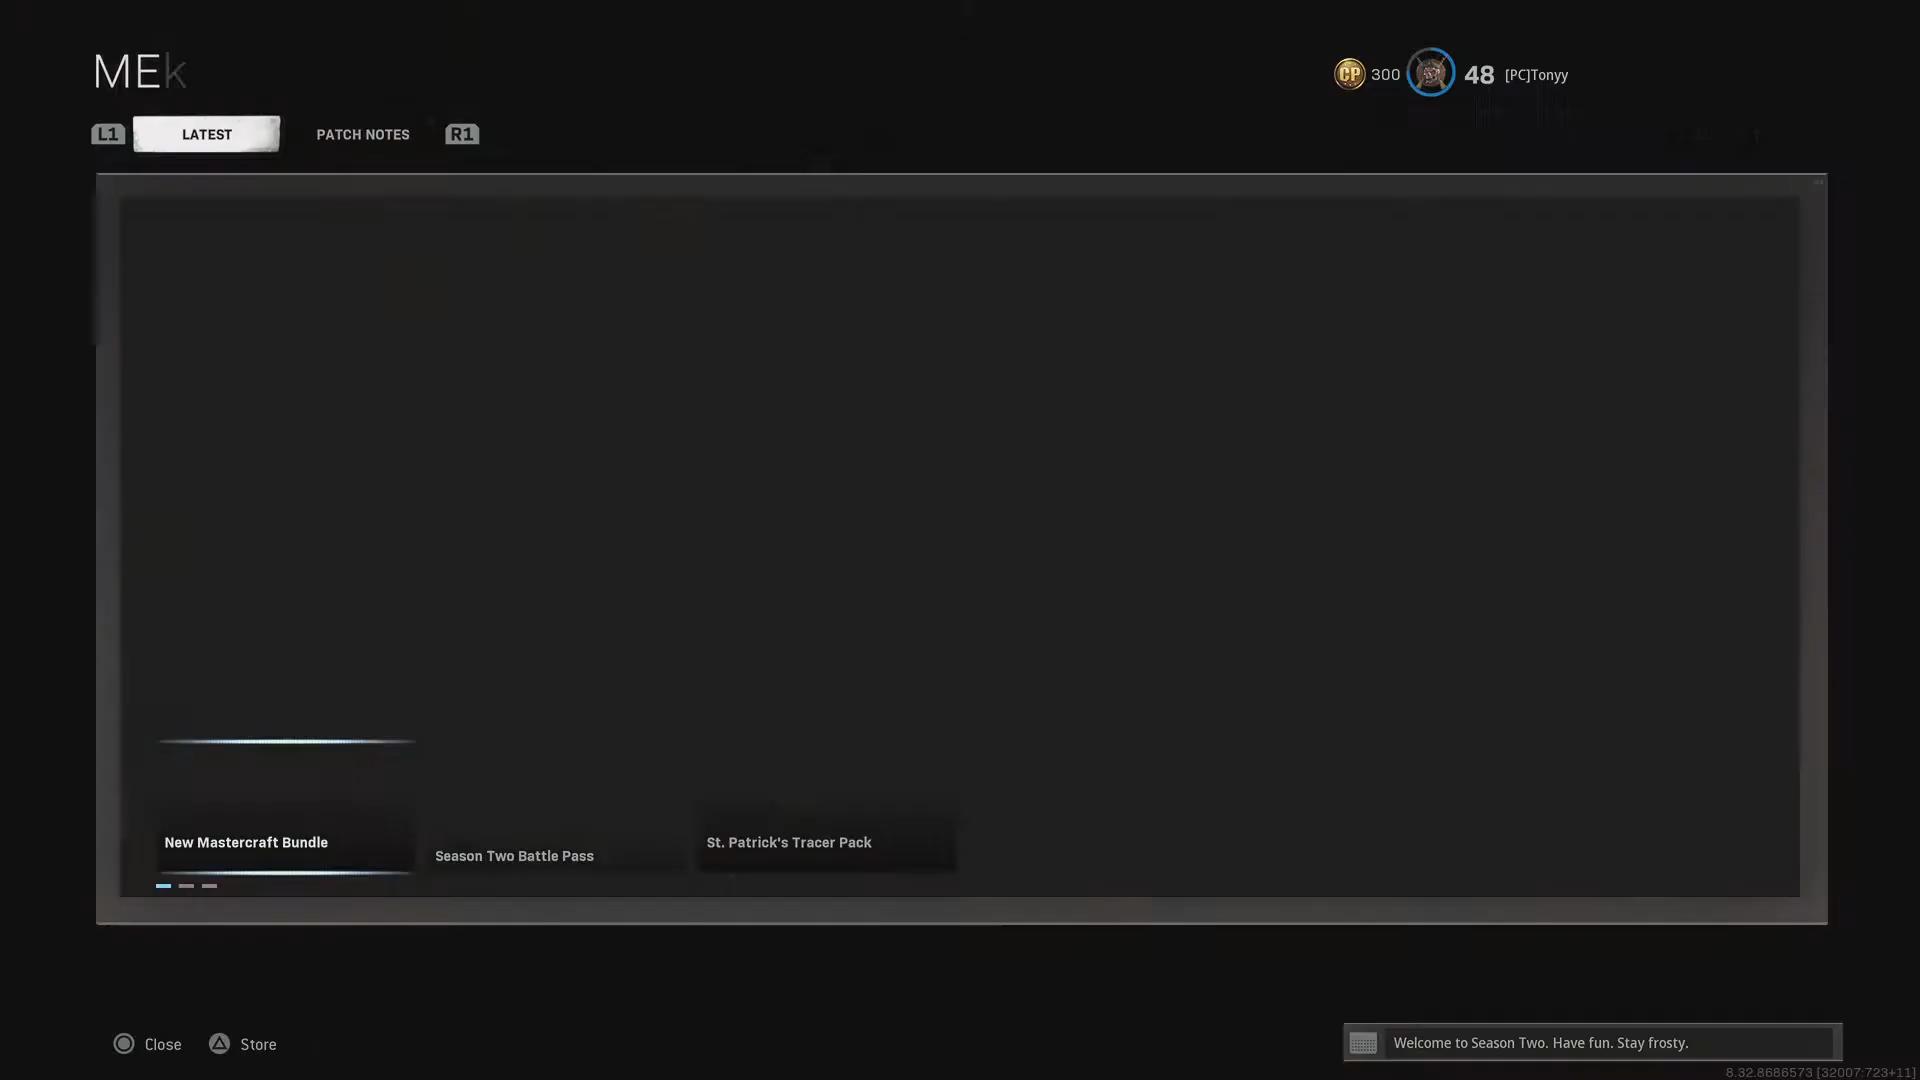 MEk
CP 300 48 [PC]Tonyy
L1 LATEST PATCH NOTES R1
New Mastercraft Bundle
Season Two Battle Pass
St. Patrick's Tracer Pack
Close Store
Welcome to Season Two. Have fun. Stay frosty.
8.32.8686573 [32007:723+11]